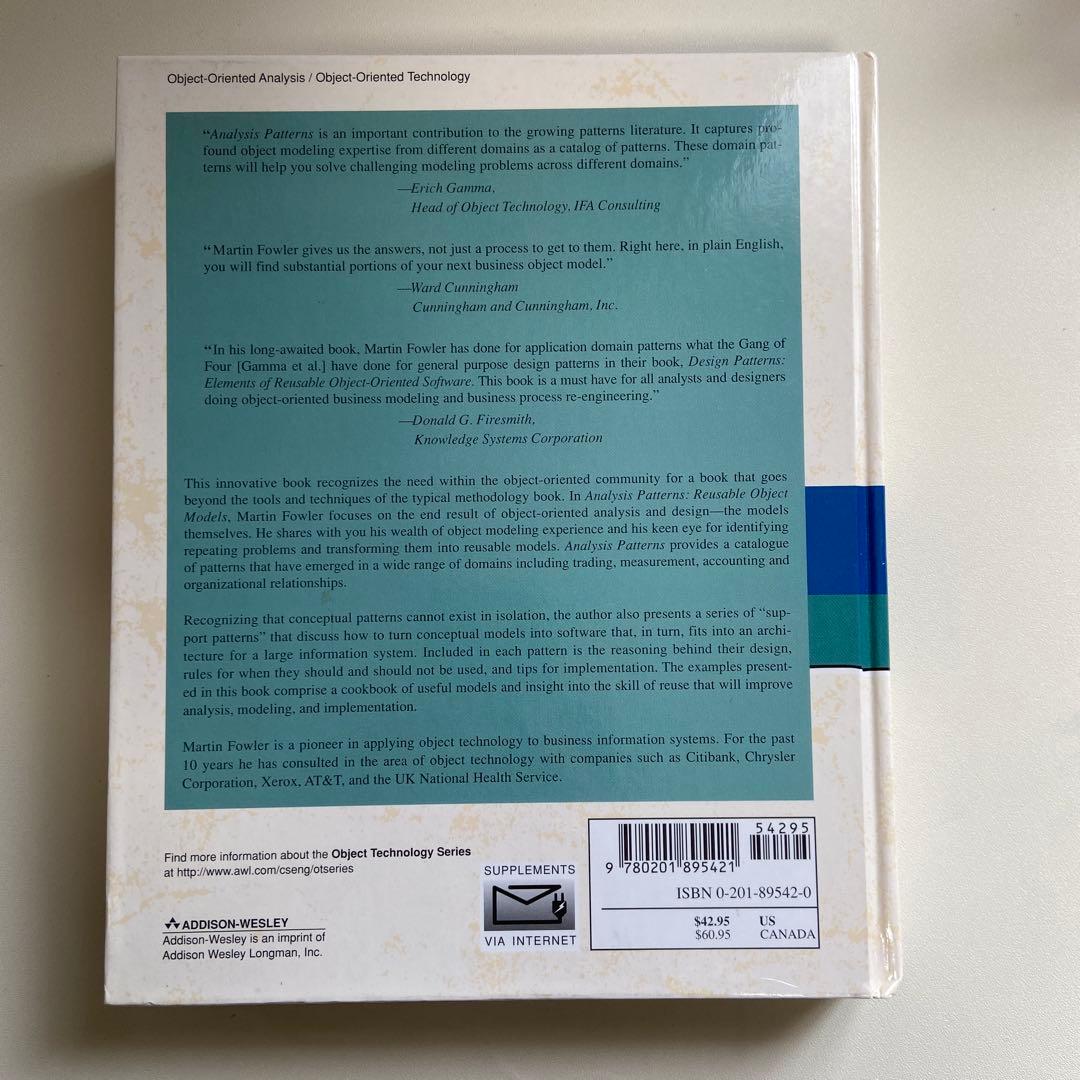 Object-Oriented Analysis / Object-Oriented Technology
“Analysis Patterns is an important contribution to the growing patterns literature. It captures pro-
found object modeling expertise from different domains as a catalog of patterns. These domain pat-
terns will help you solve challenging modeling problems across different domains.”
—Erich Gamma,
Head of Object Technology, IFA Consulting
“Martin Fowler gives us the answers, not just a process to get to them. Right here, in plain English,
you will find substantial portions of your next business object model.”
—Ward Cunningham
Cunningham and Cunningham, Inc.
“In his long-awaited book, Martin Fowler has done for application domain patterns what the Gang of
Four [Gamma et al.] have done for general purpose design patterns in their book, Design Patterns:
Elements of Reusable Object-Oriented Software. This book is a must have for all analysts and designers
doing object-oriented business modeling and business process re-engineering.”
—Donald G. Firesmith,
Knowledge Systems Corporation
This innovative book recognizes the need within the object-oriented community for a book that goes
beyond the tools and techniques of the typical methodology book. In Analysis Patterns: Reusable Object
Models, Martin Fowler focuses on the end result of object-oriented analysis and design—the models
themselves. He shares with you his wealth of object modeling experience and his keen eye for identifying
repeating problems and transforming them into reusable models. Analysis Patterns provides a catalogue
of patterns that have emerged in a wide range of domains including trading, measurement, accounting and
organizational relationships.
Recognizing that conceptual patterns cannot exist in isolation, the author also presents a series of “sup-
port patterns” that discuss how to turn conceptual models into software that, in turn, fits into an archi-
tecture for a large information system. Included in each pattern is the reasoning behind their design,
rules for when they should and should not be used, and tips for implementation. The examples present-
ed in this book comprise a cookbook of useful models and insight into the skill of reuse that will improve
analysis, modeling, and implementation.
Martin Fowler is a pioneer in applying object technology to business information systems. For the past
10 years he has consulted in the area of object technology with companies such as Citibank, Chrysler
Corporation, Xerox, AT&T, and the UK National Health Service.
Find more information about the Object Technology Series
at http://www.awl.com/cseng/otseries
ADDISON-WESLEY
Addison-Wesley is an imprint of
Addison Wesley Longman, Inc.
SUPPLEMENTS
VIA INTERNET
54295
9 780201 895421
ISBN 0-201-89542-0
$42.95 US
$60.95 CANADA